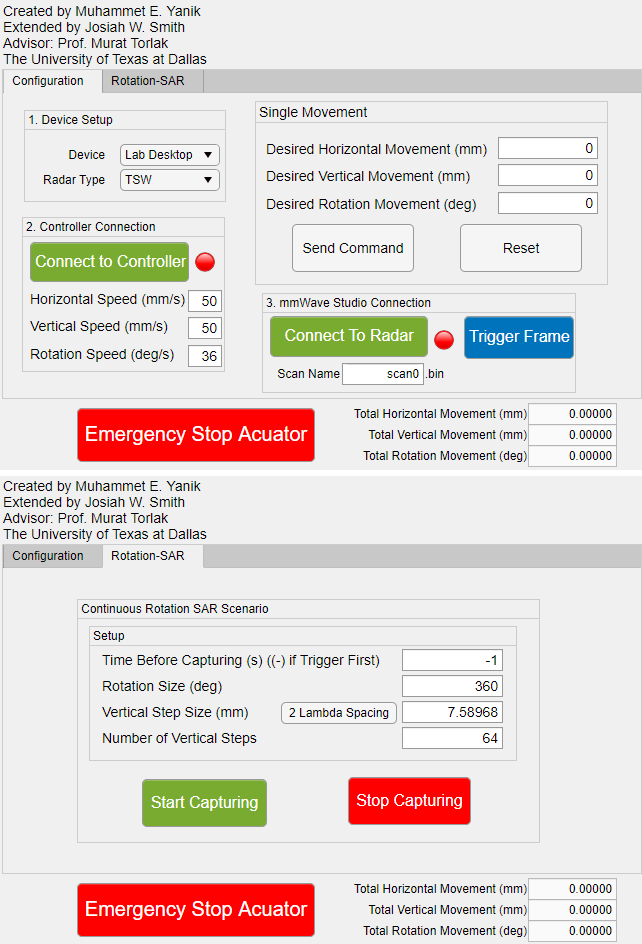 Created by Muhammet E. Yanik
Extended by Josiah W. Smith
Advisor: Prof. Murat Torlak
The University of Texas at Dallas
Configuration Rotation-SAR
1. Device Setup
Device Lab Desktop
Radar Type TSW
2. Controller Connection
Connect to Controller
Horizontal Speed (mm/s) 50
Vertical Speed (mm/s) 50
Rotation Speed (deg/s) 36
Single Movement
Desired Horizontal Movement (mm) 0
Desired Vertical Movement (mm) 0
Desired Rotation Movement (deg) 0
Send Command Reset
3. mmWave Studio Connection
Connect To Radar Trigger Frame
Scan Name scan0 .bin
Emergency Stop Acuator
Total Horizontal Movement (mm) 0.00000
Total Vertical Movement (mm) 0.00000
Total Rotation Movement (deg) 0.00000
Created by Muhammet E. Yanik
Extended by Josiah W. Smith
Advisor: Prof. Murat Torlak
The University of Texas at Dallas
Configuration Rotation-SAR
Continuous Rotation SAR Scenario
Setup
Time Before Capturing (s) ((-) if Trigger First) -1
Rotation Size (deg) 360
Vertical Step Size (mm) 2 Lambda Spacing 7.58968
Number of Vertical Steps 64
Start Capturing Stop Capturing
Emergency Stop Acuator
Total Horizontal Movement (mm) 0.00000
Total Vertical Movement (mm) 0.00000
Total Rotation Movement (deg) 0.00000